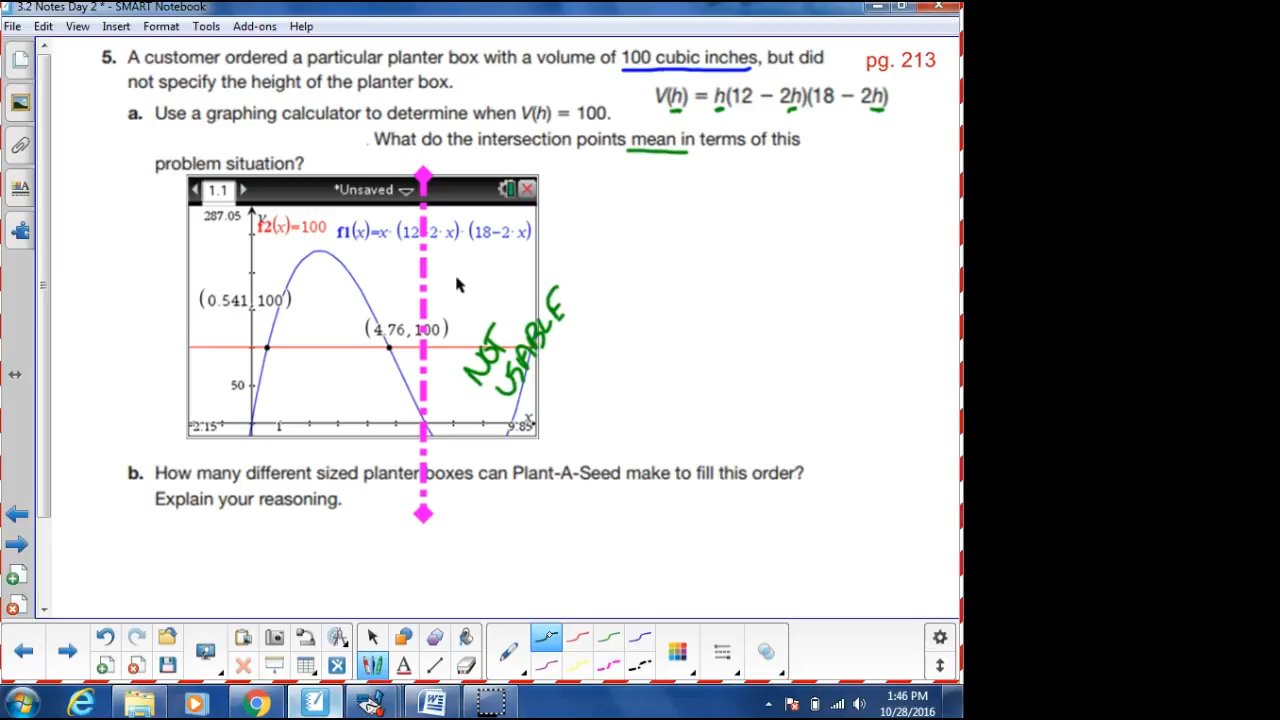 3.2 Notes Day 2 * - SMART Notebook
File Edit View Insert Format Tools Add-ons Help
5. A customer ordered a particular planter box with a volume of 100 cubic inches, but did
not specify the height of the planter box.
pg. 213
V(h) = h(12 − 2h)(18 − 2h)
a. Use a graphing calculator to determine when V(h) = 100.
What do the intersection points mean in terms of this
problem situation?
1.1 *Unsaved
287.05 y
f2(x)=100 f1(x)=x·(12−2·x)·(18−2·x)
(0.541,100)
(4.76,100)
NOT
USABLE
50
-2.15 1 9.85 x
b. How many different sized planter boxes can Plant-A-Seed make to fill this order?
Explain your reasoning.
1:46 PM
10/28/2016